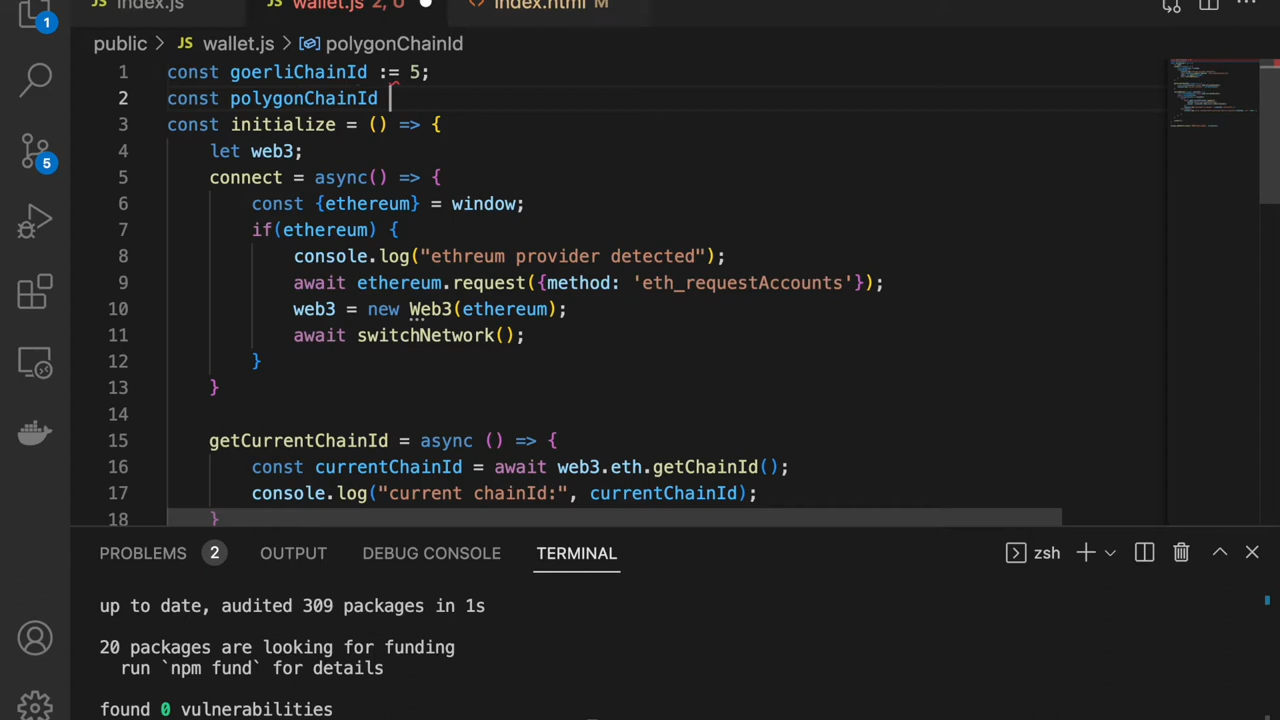 index.js
JS wallet.js 2, U
index.html M
1
public > JS wallet.js > polygonChainId
1 const goerliChainId := 5;
2 const polygonChainId
3 const initialize = () => {
4 let web3;
5 connect = async() => {
6 const {ethereum} = window;
7 if(ethereum) {
8 console.log("ethreum provider detected");
9 await ethereum.request({method: 'eth_requestAccounts'});
10 web3 = new Web3(ethereum);
11 await switchNetwork();
12 }
13 }
14
15 getCurrentChainId = async () => {
16 const currentChainId = await web3.eth.getChainId();
17 console.log("current chainId:", currentChainId);
18 }
5
PROBLEMS 2 OUTPUT DEBUG CONSOLE TERMINAL zsh
up to date, audited 309 packages in 1s
20 packages are looking for funding
run `npm fund` for details
found 0 vulnerabilities